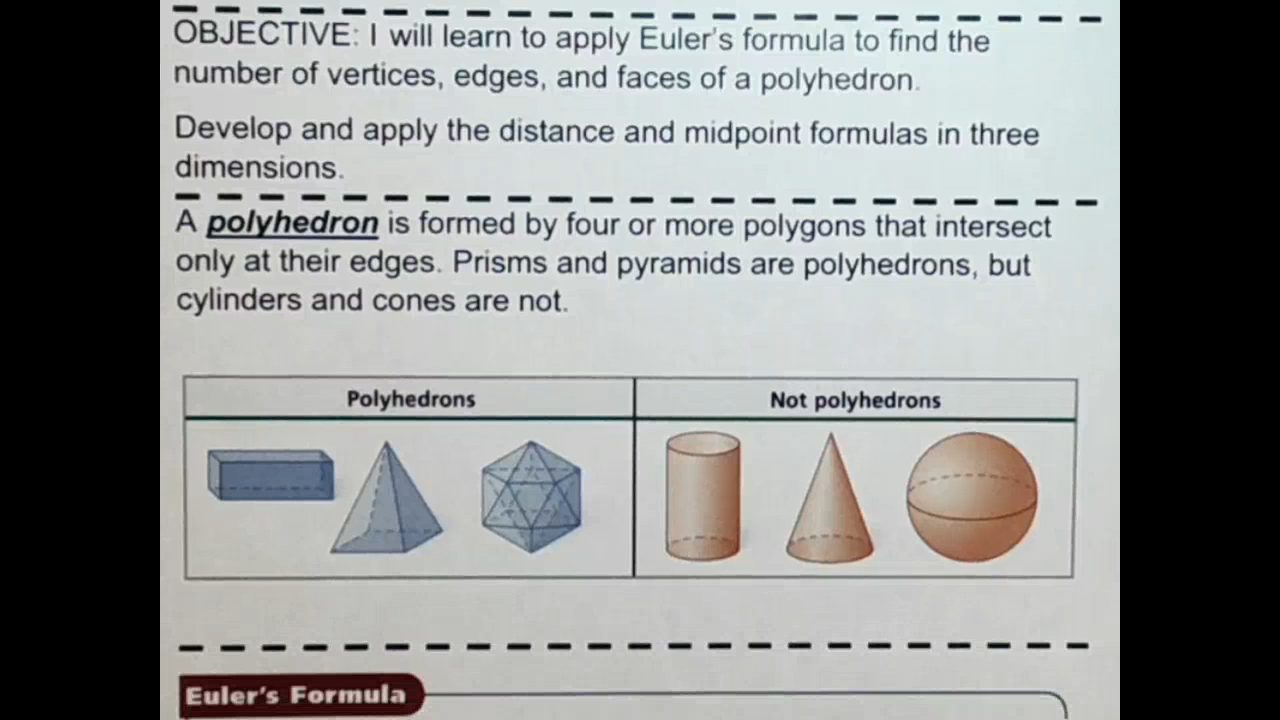 OBJECTIVE: I will learn to apply Euler's formula to find the
number of vertices, edges, and faces of a polyhedron.
Develop and apply the distance and midpoint formulas in three
dimensions.
A polyhedron is formed by four or more polygons that intersect
only at their edges. Prisms and pyramids are polyhedrons, but
cylinders and cones are not.
Polyhedrons
Not polyhedrons
Euler's Formula